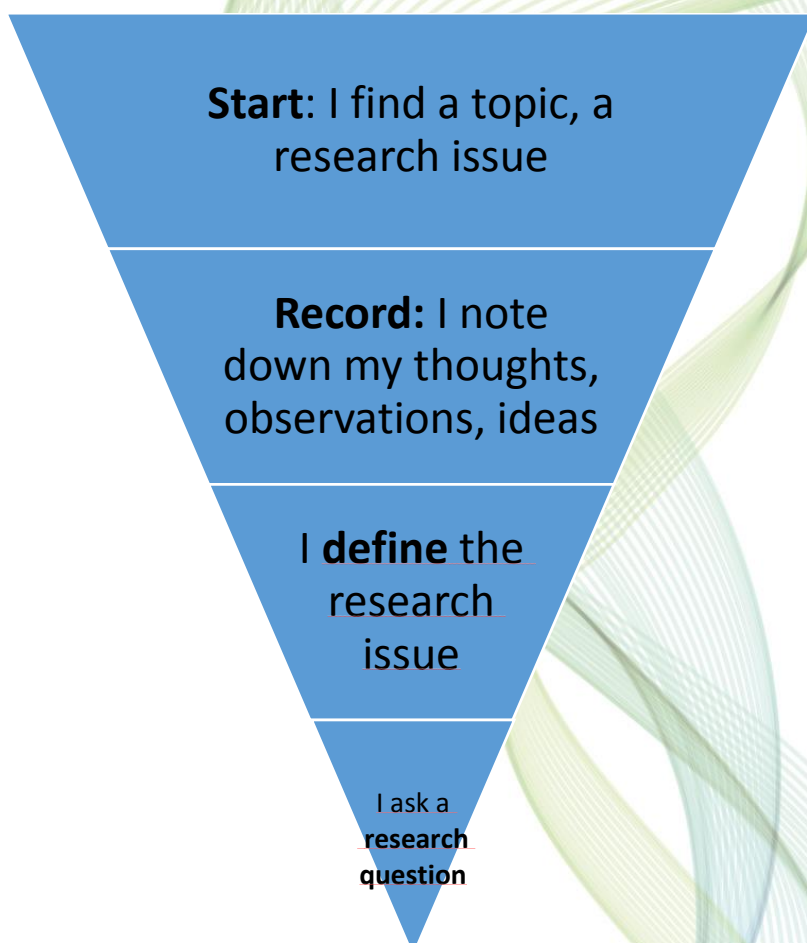 Start: I find a topic, a
research issue
Record: I note
down my thoughts,
observations, ideas
I define the
research
issue
I ask a
research
question